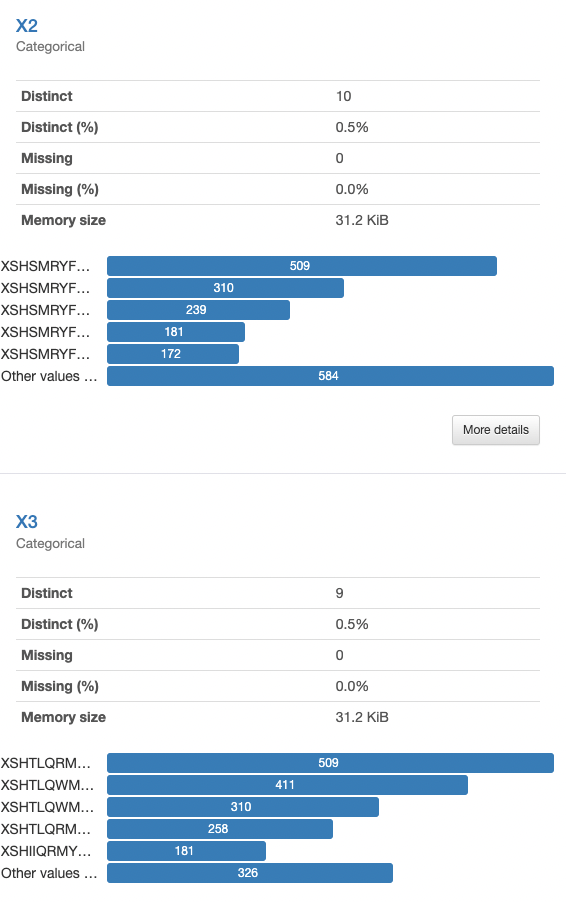 X2
Categorical
Distinct 10
Distinct (%) 0.5%
Missing 0
Missing (%) 0.0%
Memory size 31.2 KiB
XSHSMRYF... 509
XSHSMRYF... 310
XSHSMRYF... 239
XSHSMRYF... 181
XSHSMRYF... 172
Other values ... 584
More details
X3
Categorical
Distinct 9
Distinct (%) 0.5%
Missing 0
Missing (%) 0.0%
Memory size 31.2 KiB
XSHTLQRM... 509
XSHTLQWM... 411
XSHTLQWM... 310
XSHTLQRM... 258
XSHIIQRMY... 181
Other values ... 326